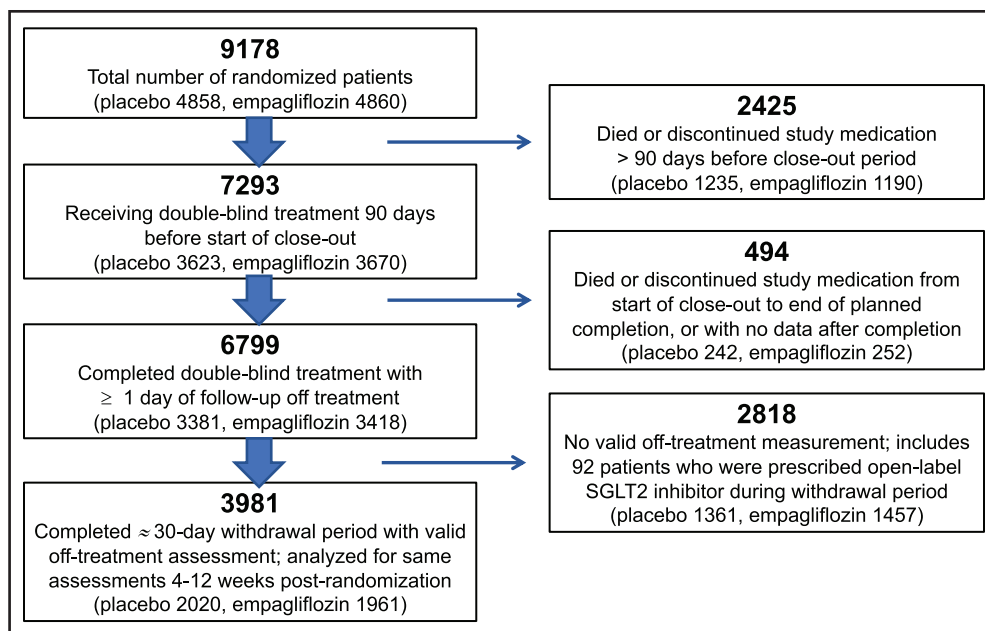 9178
Total number of randomized patients
(placebo 4858, empagliflozin 4860)
2425
Died or discontinued study medication
> 90 days before close-out period
(placebo 1235, empagliflozin 1190)
7293
Receiving double-blind treatment 90 days
before start of close-out
(placebo 3623, empagliflozin 3670)
494
Died or discontinued study medication from
start of close-out to end of planned
completion, or with no data after completion
(placebo 242, empagliflozin 252)
6799
Completed double-blind treatment with
≥ 1 day of follow-up off treatment
(placebo 3381, empagliflozin 3418)
2818
No valid off-treatment measurement; includes
92 patients who were prescribed open-label
SGLT2 inhibitor during withdrawal period
(placebo 1361, empagliflozin 1457)
3981
Completed ≈ 30-day withdrawal period with valid
off-treatment assessment; analyzed for same
assessments 4-12 weeks post-randomization
(placebo 2020, empagliflozin 1961)